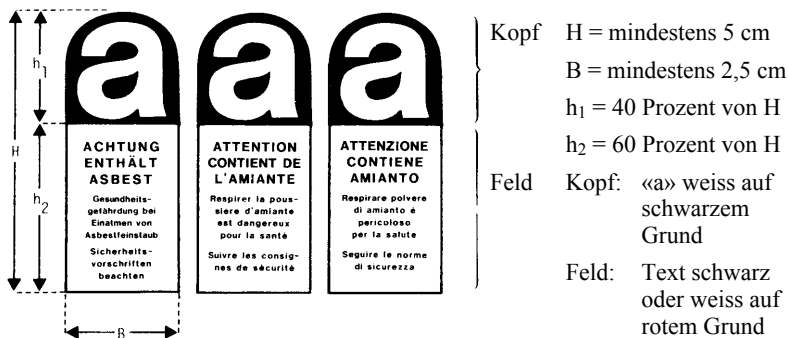 h1
H
h2
B
a
ACHTUNG
ENTHÄLT
ASBEST
Gesundheits-
gefährdung bei
Einatmen von
Asbestfeinstaub
Sicherheits-
vorschriften
beachten
a
ATTENTION
CONTIENT DE
L'AMIANTE
Respirer la pous-
siere d'amiante
est dangereux
pour la santé
Suivre les consig-
nes de sécurité
a
ATTENZIONE
CONTIENE
AMIANTO
Respirare polvere
di amianto é
pericoloso
per la salute
Seguire le norme
di sicurezza
Kopf
Feld
H = mindestens 5 cm
B = mindestens 2,5 cm
h1 = 40 Prozent von H
h2 = 60 Prozent von H
Kopf: «a» weiss auf
schwarzem
Grund
Feld: Text schwarz
oder weiss auf
rotem Grund